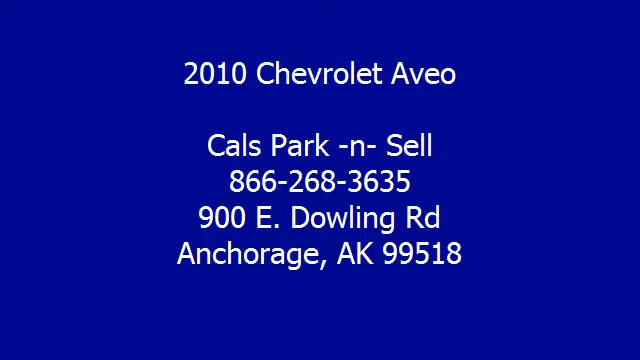 2010 Chevrolet Aveo
Cals Park -n- Sell
866-268-3635
900 E. Dowling Rd
Anchorage, AK 99518